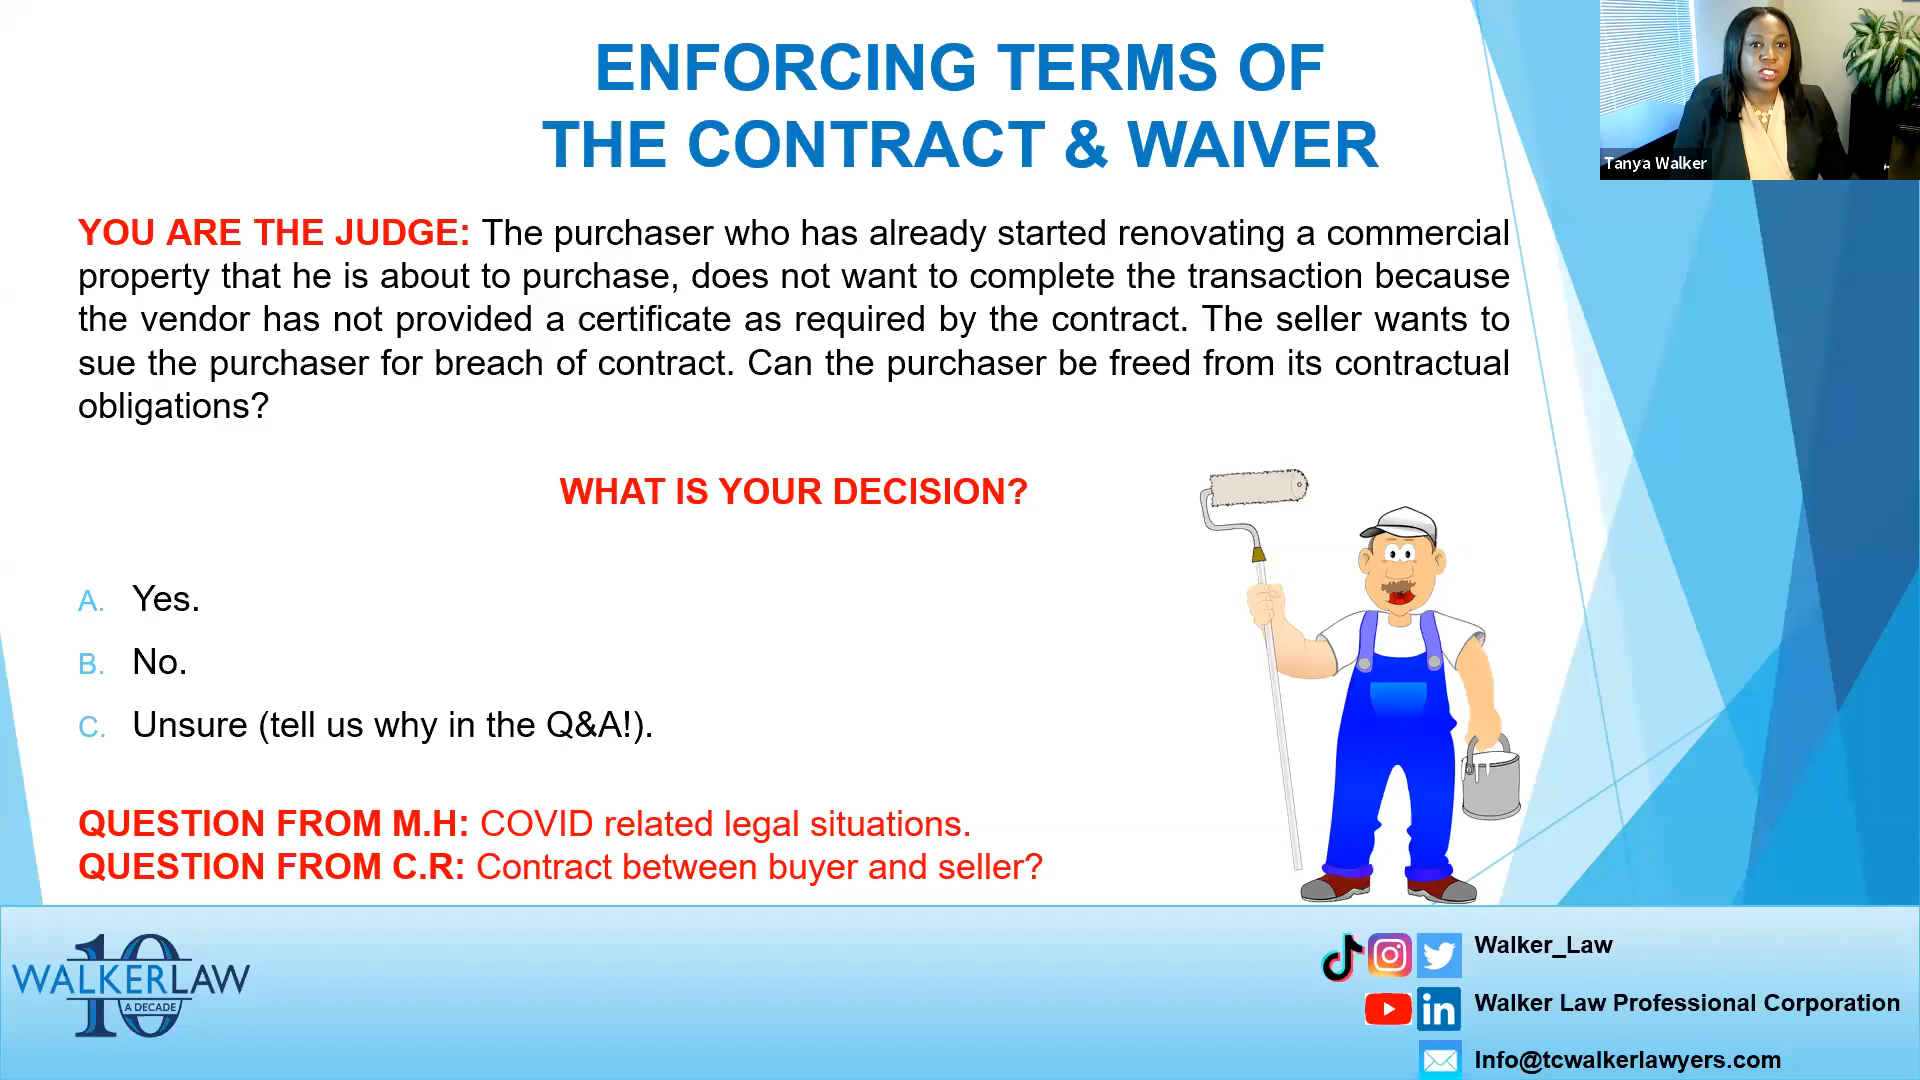 ENFORCING TERMS OF
THE CONTRACT & WAIVER
Tanya Walker
YOU ARE THE JUDGE: The purchaser who has already started renovating a commercial
property that he is about to purchase, does not want to complete the transaction because
the vendor has not provided a certificate as required by the contract. The seller wants to
sue the purchaser for breach of contract. Can the purchaser be freed from its contractual
obligations?
WHAT IS YOUR DECISION?
A. Yes.
B. No.
C. Unsure (tell us why in the Q&A!).
QUESTION FROM M.H: COVID related legal situations.
QUESTION FROM C.R: Contract between buyer and seller?
10
WALKERLAW
A DECADE
Walker_Law
Walker Law Professional Corporation
Info@tcwalkerlawyers.com